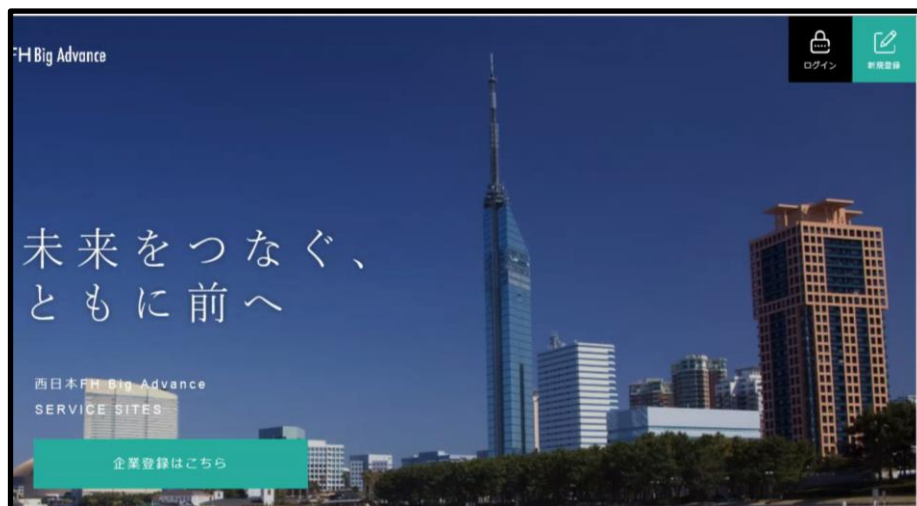 FH Big Advance
ログイン
新規登録
未来をつなぐ、
ともに前へ
西日本FH Big Advance
SERVICE SITES
企業登録はこちら